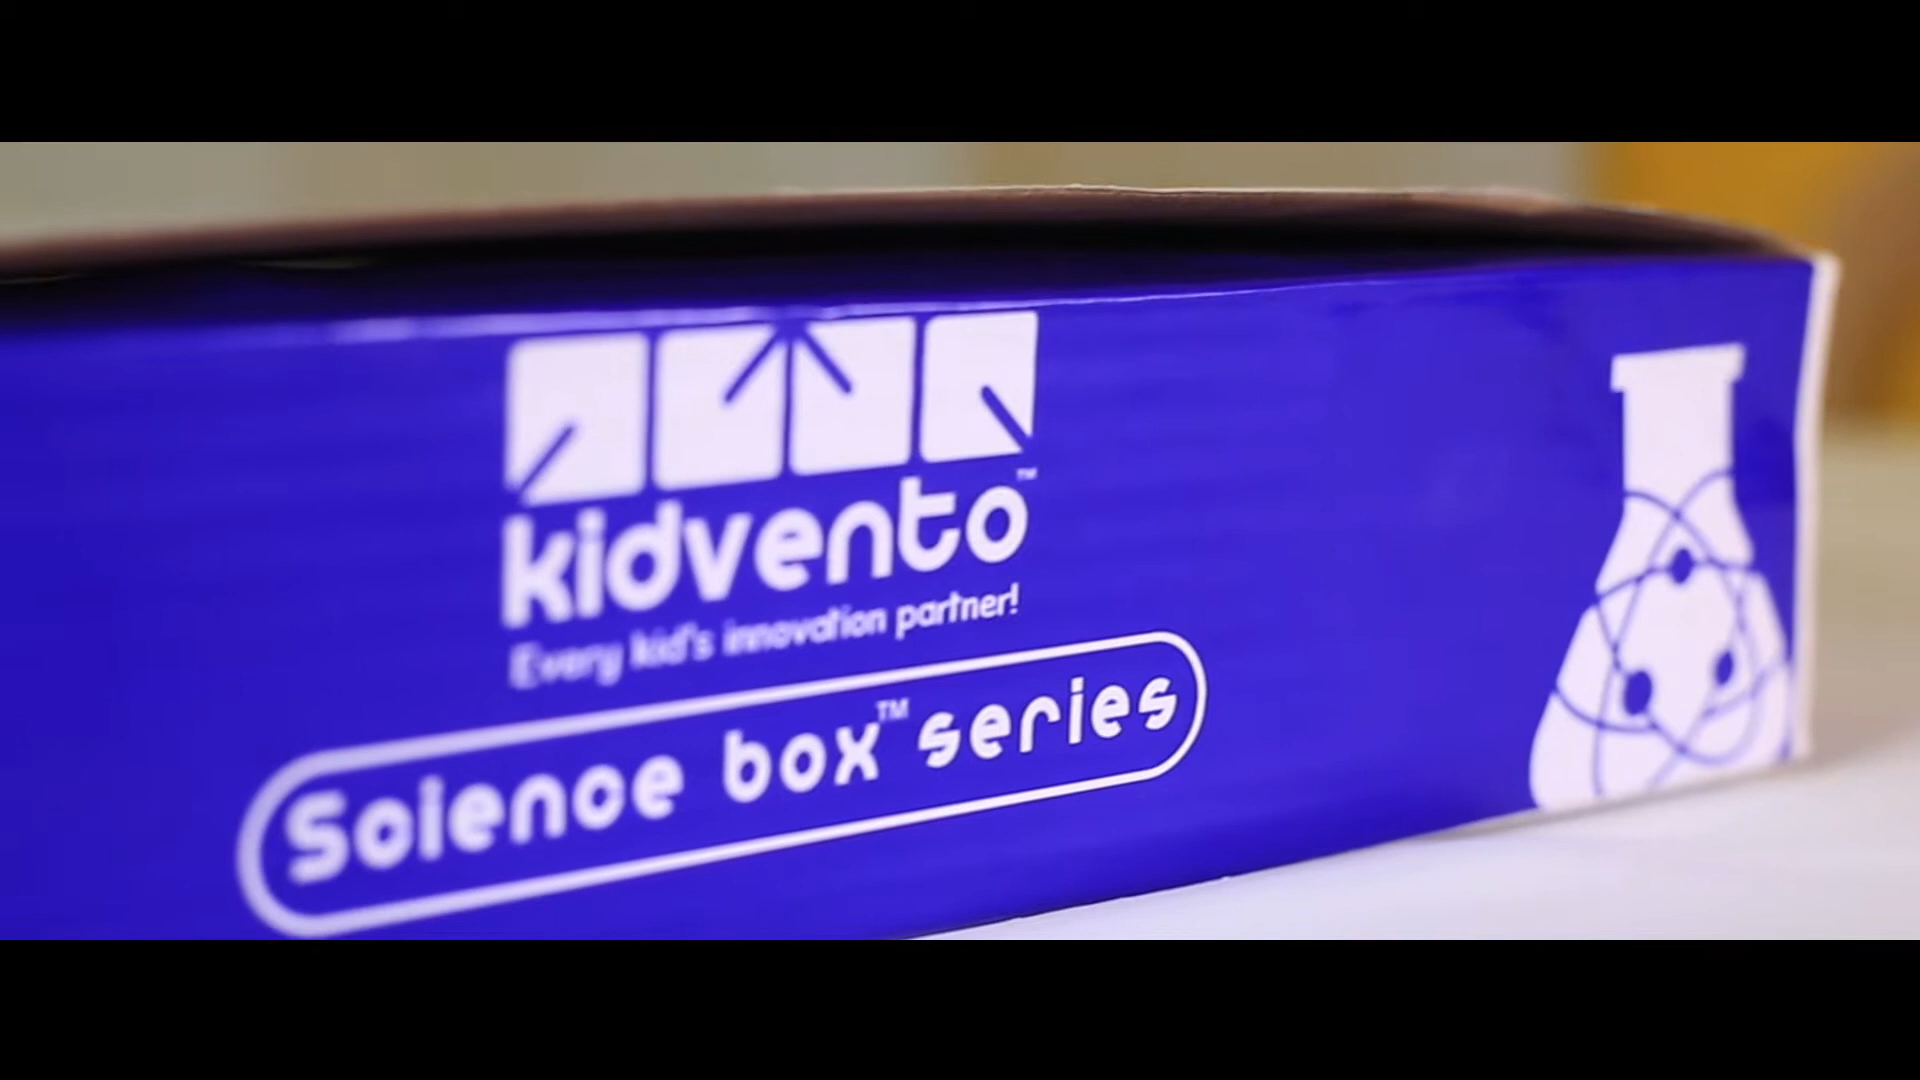 kidvento™
Every kid's innovation partner!
Science box™ series